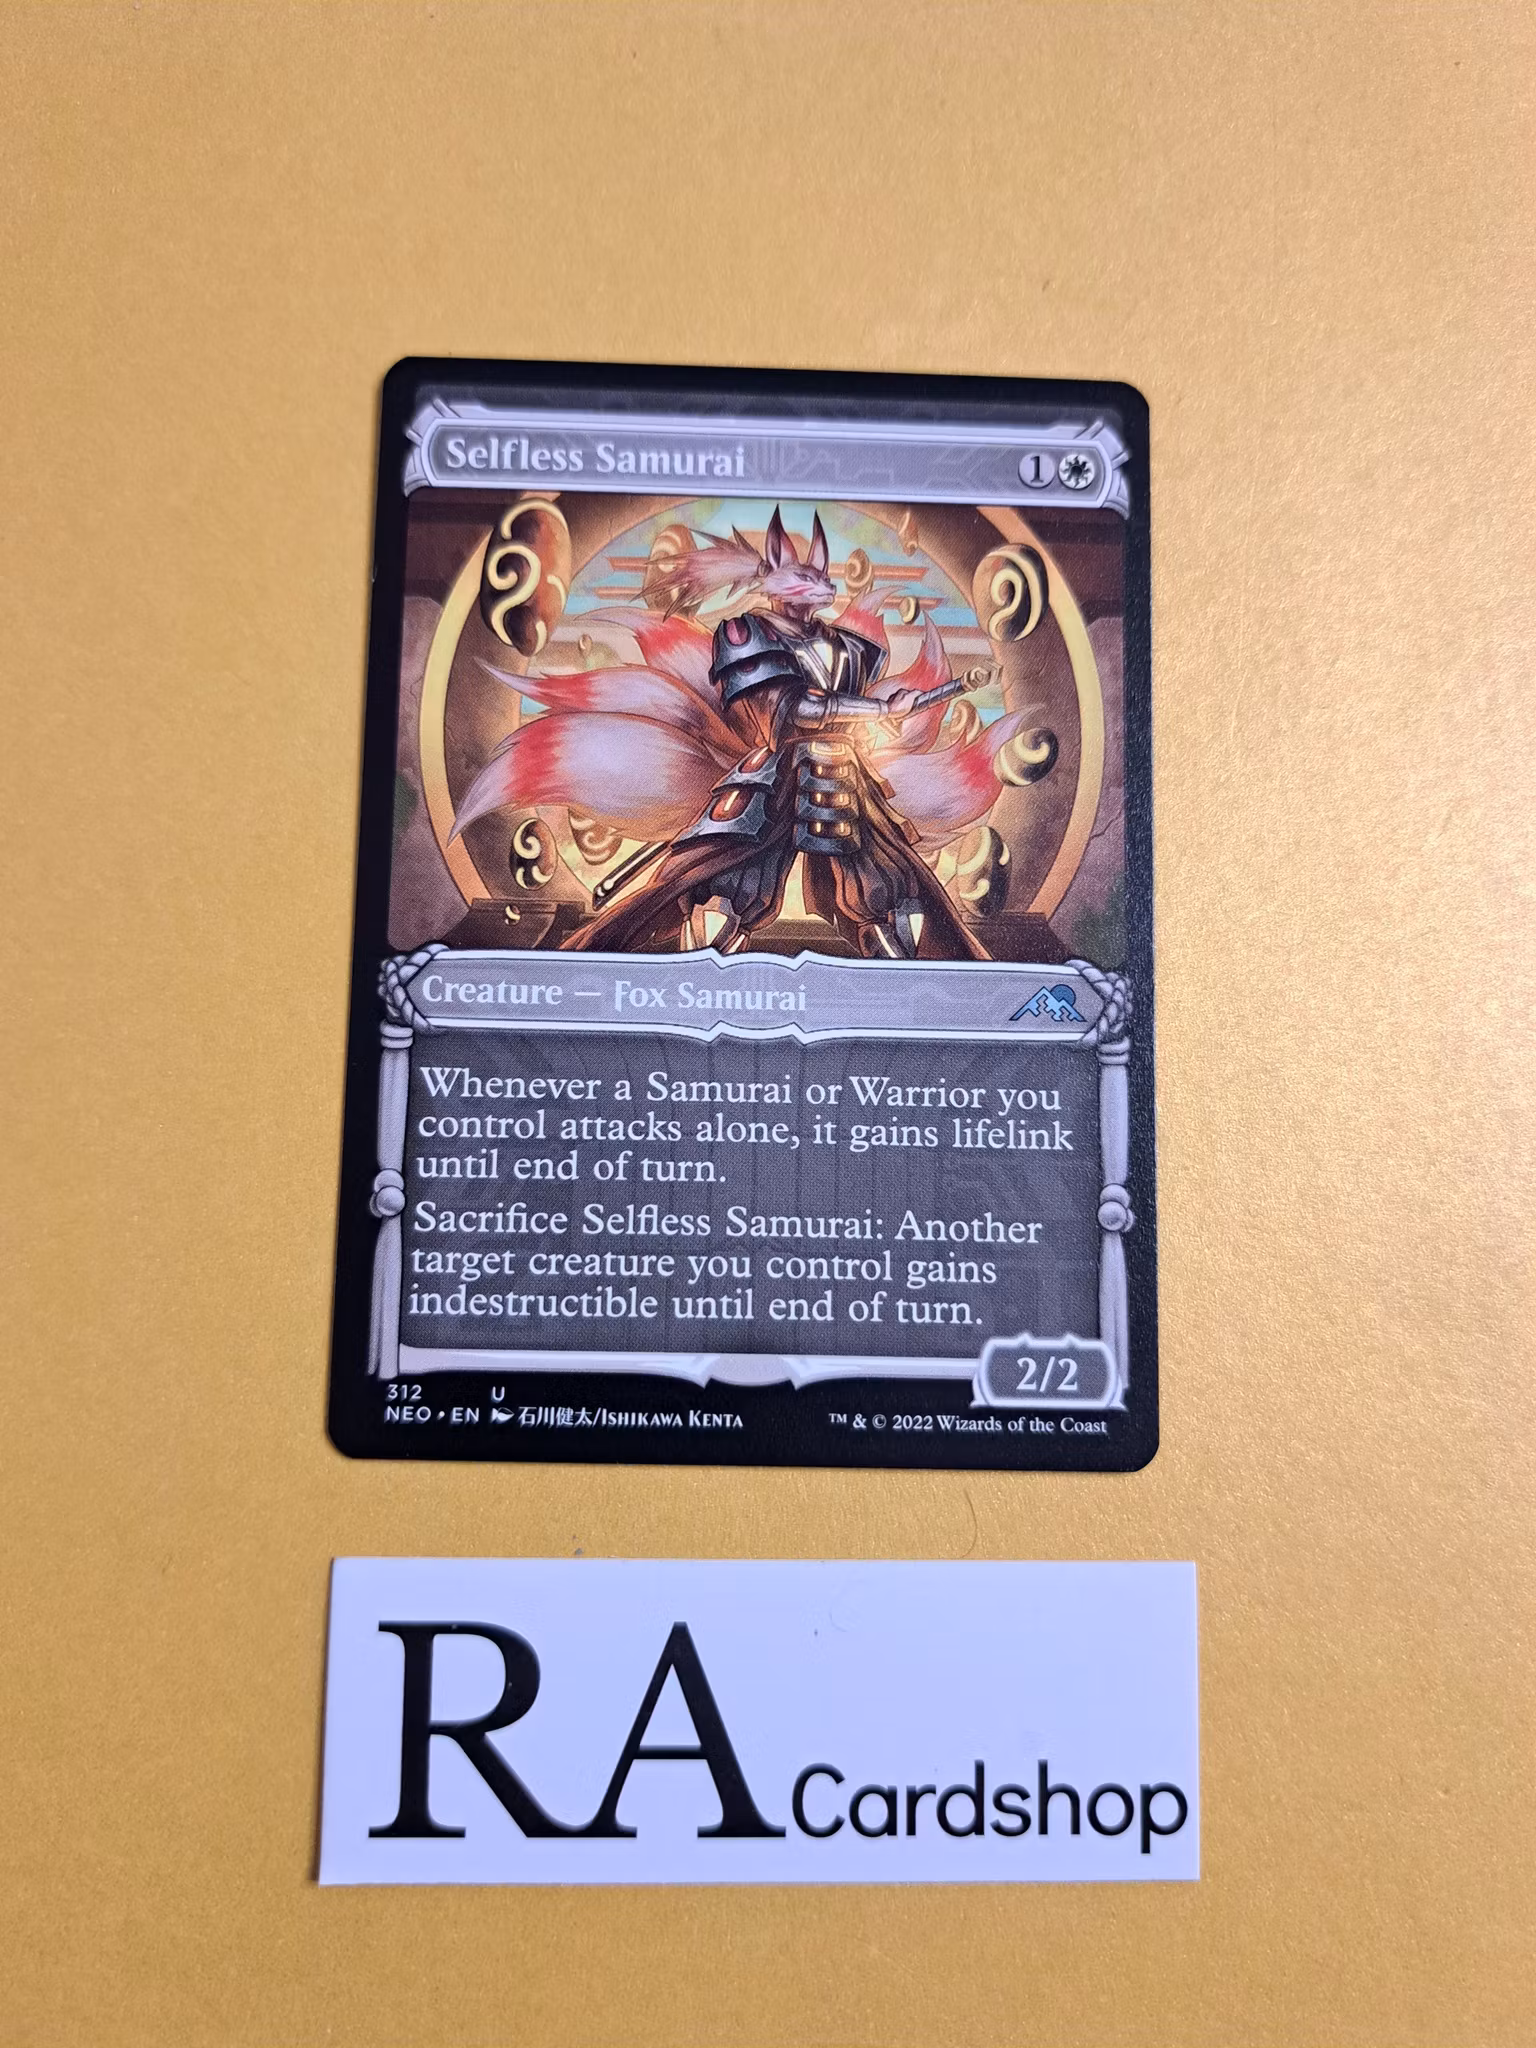 Selfless Samurai
1
Creature — Fox Samurai
Whenever a Samurai or Warrior you
control attacks alone, it gains lifelink
until end of turn.
Sacrifice Selfless Samurai: Another
target creature you control gains
indestructible until end of turn.
2/2
312 U
NEO • EN 石川健太/ISHIKAWA KENTA
™ & © 2022 Wizards of the Coast
RA Cardshop